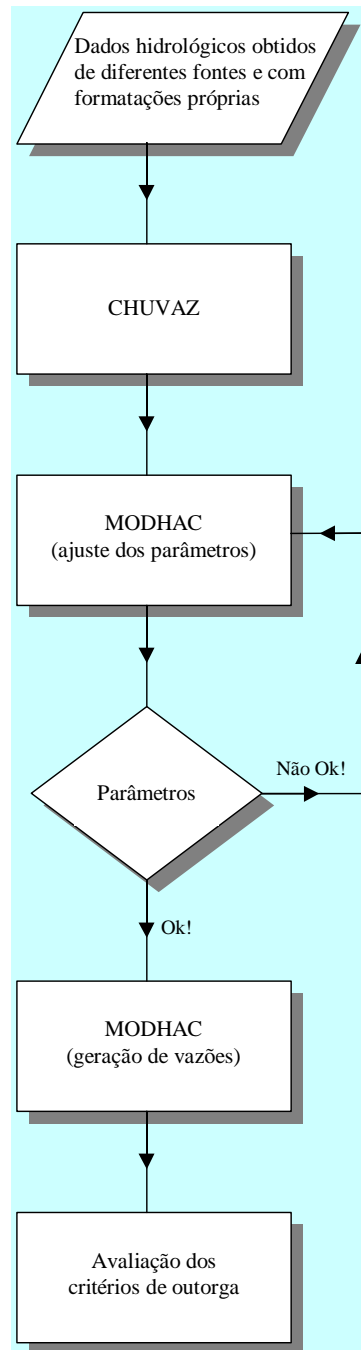 Dados hidrológicos obtidos
de diferentes fontes e com
formatações próprias
CHUVAZ
MODHAC
(ajuste dos parâmetros)
Parâmetros
Não Ok!
Ok!
MODHAC
(geração de vazões)
Avaliação dos
critérios de outorga